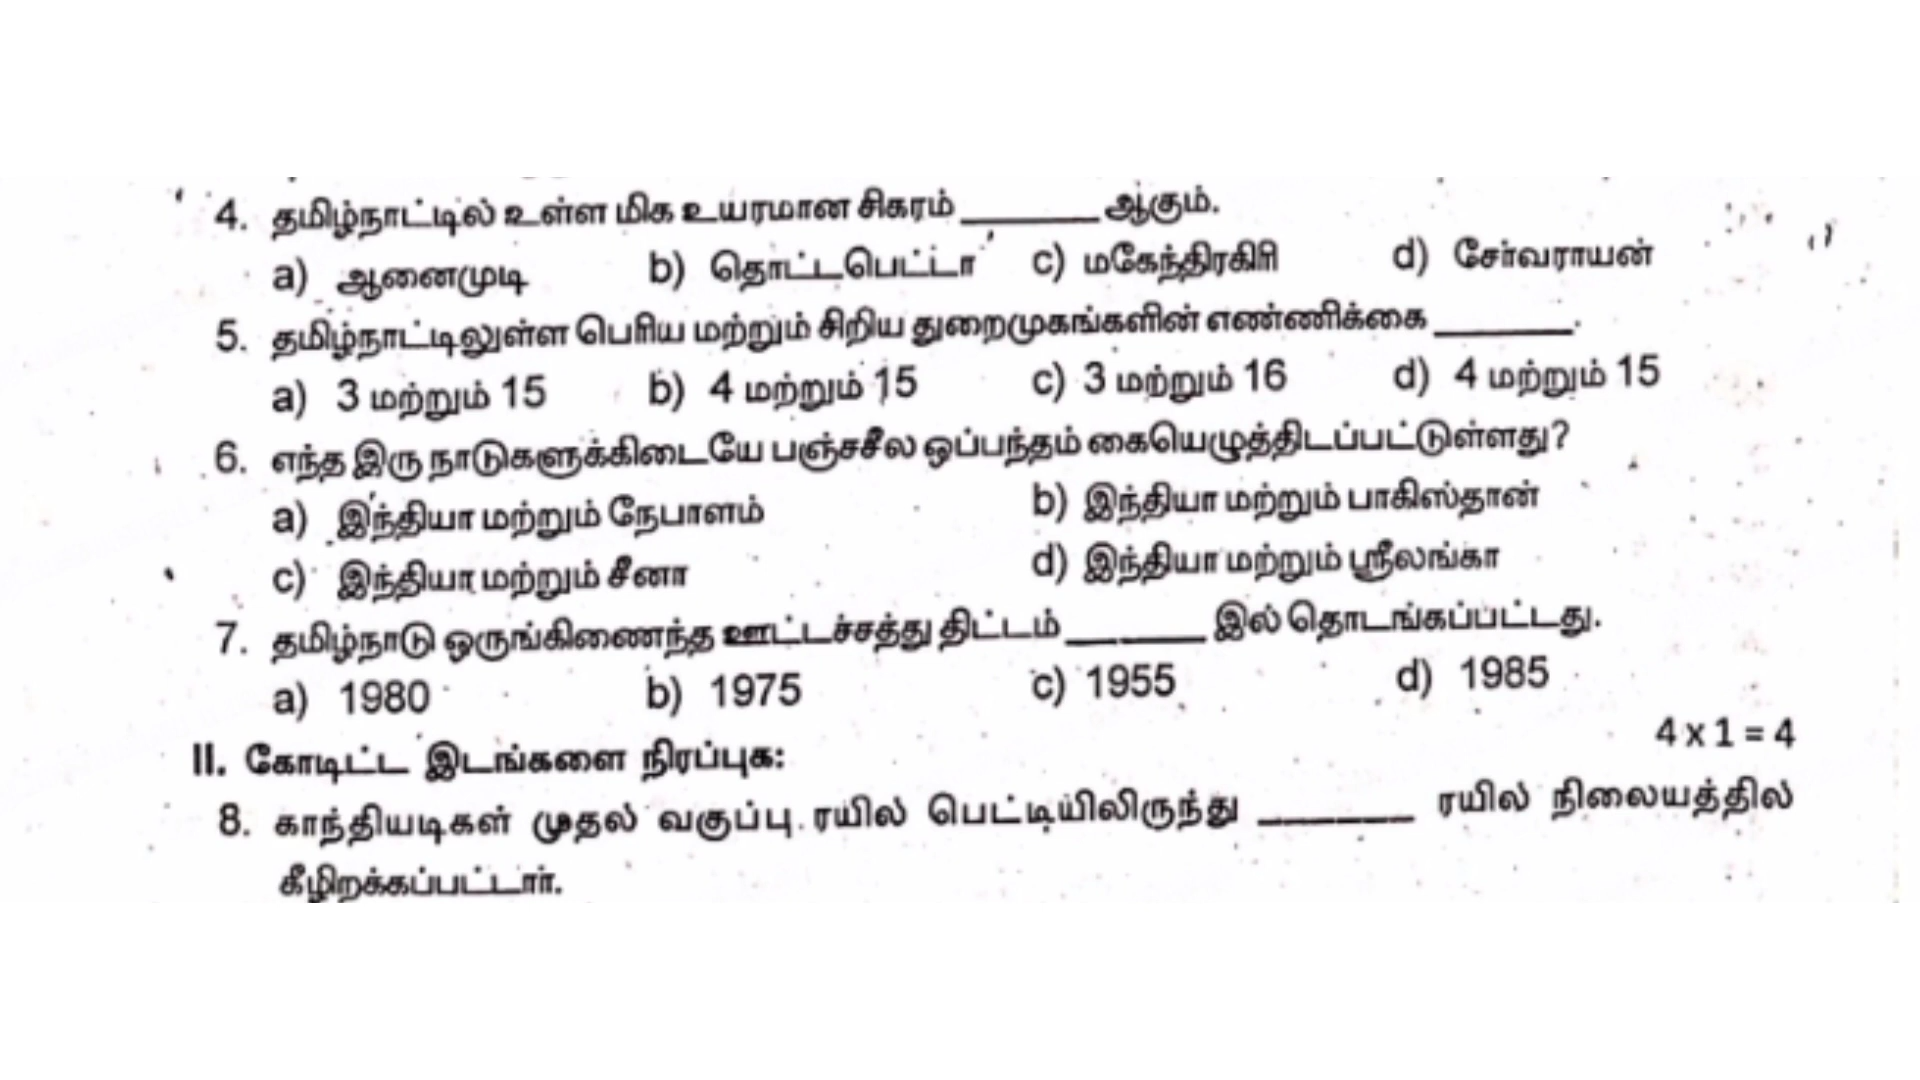 4. தமிழ்நாட்டில் உள்ள மிக உயரமான சிகரம் ________ ஆகும்.
a) ஆனைமுடி b) தொட்டபெட்டா c) மகேந்திரகிரி d) சேர்வராயன்
5. தமிழ்நாட்டிலுள்ள பெரிய மற்றும் சிறிய துறைமுகங்களின் எண்ணிக்கை ________.
a) 3 மற்றும் 15 b) 4 மற்றும் 15 c) 3 மற்றும் 16 d) 4 மற்றும் 15
6. எந்த இரு நாடுகளுக்கிடையே பஞ்சசீல ஒப்பந்தம் கையெழுத்திடப்பட்டுள்ளது?
a) இந்தியா மற்றும் நேபாளம் b) இந்தியா மற்றும் பாகிஸ்தான்
c) இந்தியா மற்றும் சீனா d) இந்தியா மற்றும் ஸ்ரீலங்கா
7. தமிழ்நாடு ஒருங்கிணைந்த ஊட்டச்சத்து திட்டம் ________ இல் தொடங்கப்பட்டது.
a) 1980 b) 1975 c) 1955 d) 1985
II. கோடிட்ட இடங்களை நிரப்புக: 4 x 1 = 4
8. காந்தியடிகள் முதல் வகுப்பு ரயில் பெட்டியிலிருந்து ________ ரயில் நிலையத்தில்
கீழிறக்கப்பட்டார்.